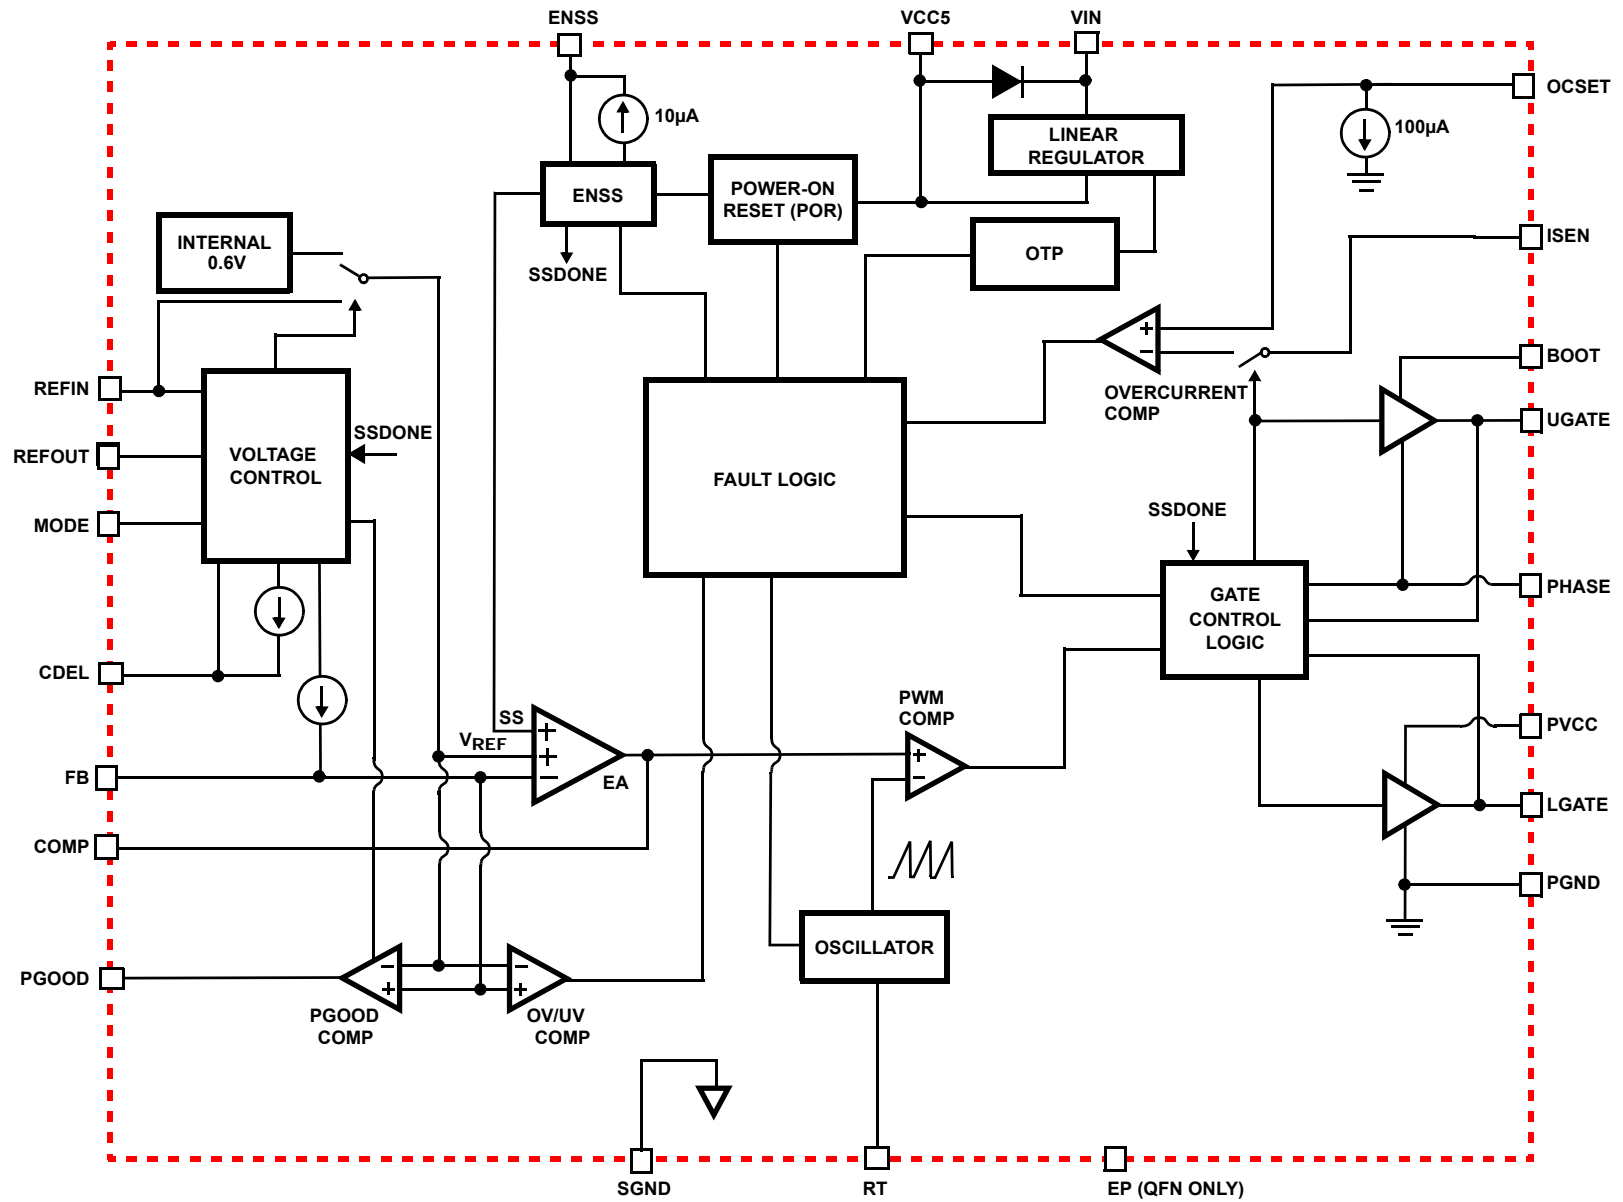 ENSS
VCC5
VIN
OCSET
10µA
100µA
LINEAR
REGULATOR
ENSS
POWER-ON
RESET (POR)
INTERNAL
0.6V
OTP
ISEN
SSDONE
+
−
BOOT
REFIN
OVERCURRENT
COMP
UGATE
SSDONE
REFOUT
VOLTAGE
CONTROL
FAULT LOGIC
MODE
SSDONE
PHASE
GATE
CONTROL
LOGIC
CDEL
PWM
COMP
SS
VREF
+
+
−
EA
+
−
PVCC
FB
LGATE
COMP
PGND
OSCILLATOR
PGOOD
−
+
−
+
PGOOD
COMP
OV/UV
COMP
SGND
RT
EP (QFN ONLY)